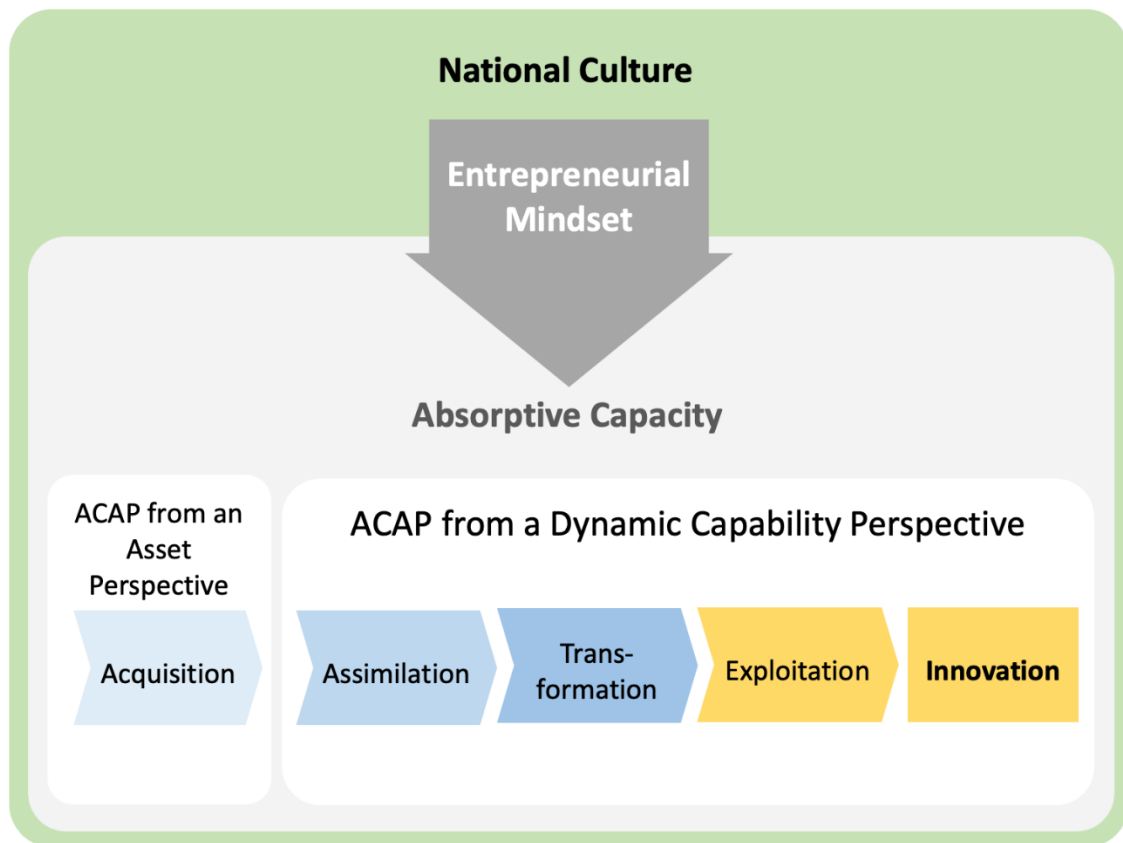 National Culture
Entrepreneurial
Mindset
Absorptive Capacity
ACAP from an
Asset
Perspective
ACAP from a Dynamic Capability Perspective
Acquisition
Assimilation
Trans-
formation
Exploitation
Innovation